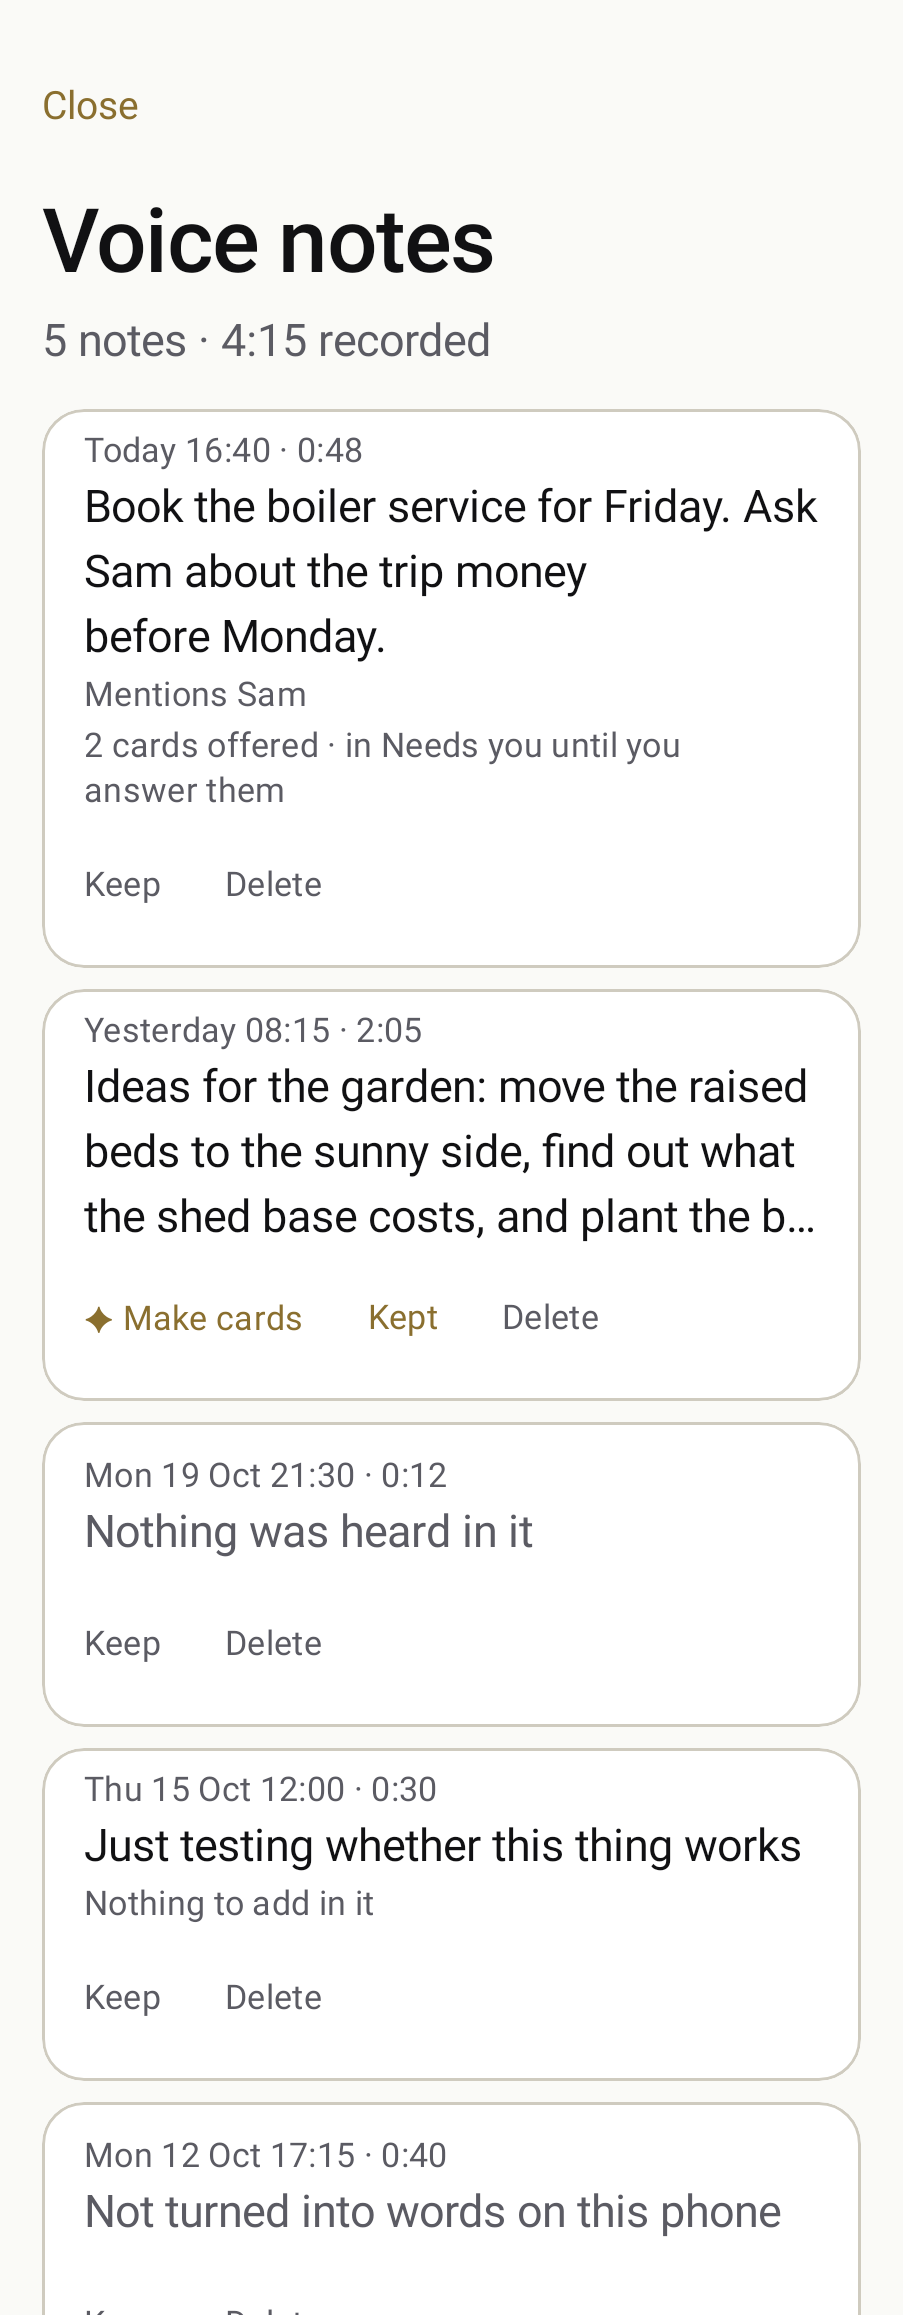 Close
Voice notes
5 notes · 4:15 recorded
Today 16:40 · 0:48
Book the boiler service for Friday. Ask
Sam about the trip money
before Monday.
Mentions Sam
2 cards offered · in Needs you until you
answer them
Keep Delete
Yesterday 08:15 · 2:05
Ideas for the garden: move the raised
beds to the sunny side, find out what
the shed base costs, and plant the b…
Make cards Kept Delete
Mon 19 Oct 21:30 · 0:12
Nothing was heard in it
Keep Delete
Thu 15 Oct 12:00 · 0:30
Just testing whether this thing works
Nothing to add in it
Keep Delete
Mon 12 Oct 17:15 · 0:40
Not turned into words on this phone